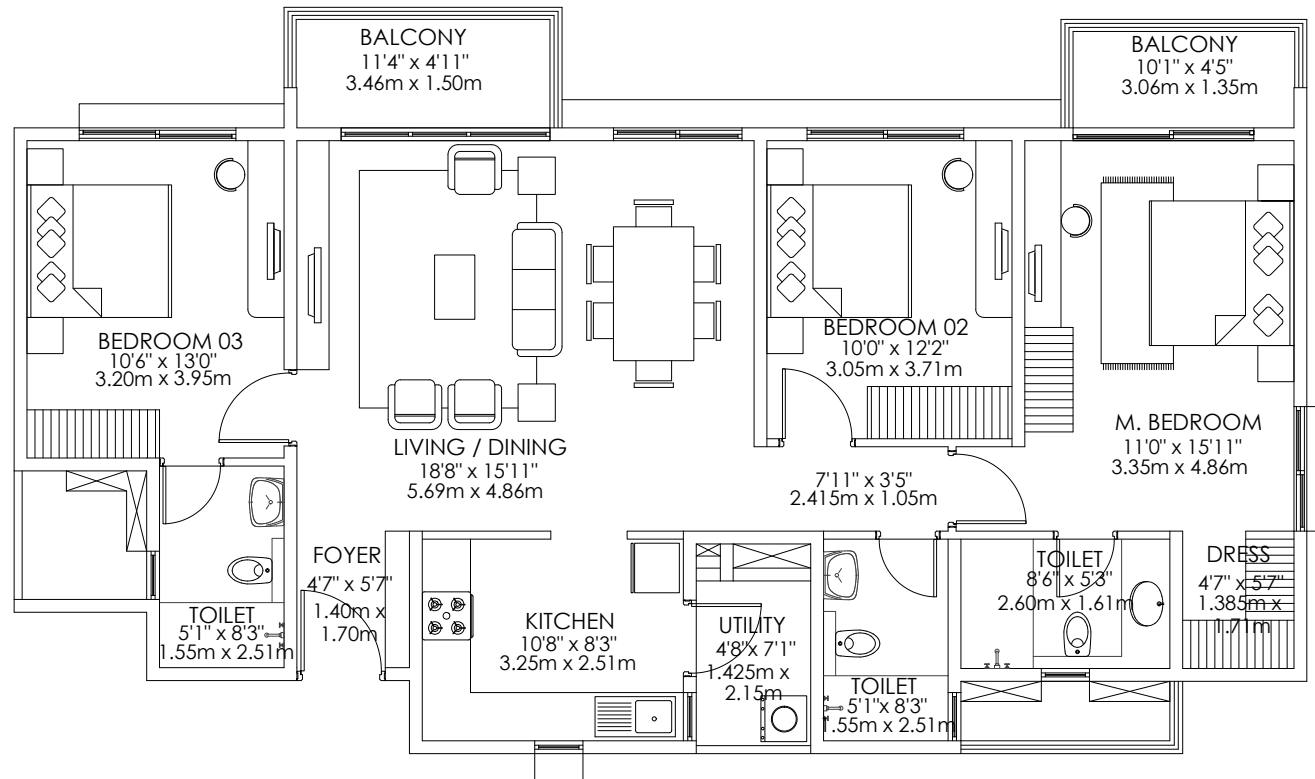 BALCONY
11'4" x 4'11"
3.46m x 1.50m
BALCONY
10'1" x 4'5"
3.06m x 1.35m
BEDROOM 03
10'6" x 13'0"
3.20m x 3.95m
BEDROOM 02
10'0" x 12'2"
3.05m x 3.71m
M. BEDROOM
11'0" x 15'11"
3.35m x 4.86m
LIVING / DINING
18'8" x 15'11"
5.69m x 4.86m
7'11" x 3'5"
2.415m x 1.05m
FOYER
4'7" x 5'7"
1.40m x
1.70m
TOILET
8'6" x 5'3"
2.60m x 1.61m
DRESS
4'7" x 5'7"
1.385m x
1.71m
TOILET
5'1" x 8'3"
1.55m x 2.51m
KITCHEN
10'8" x 8'3"
3.25m x 2.51m
UTILITY
4'8"x 7'1"
1.425m x
2.15m
TOILET
5'1"x 8'3"
1.55m x 2.51m